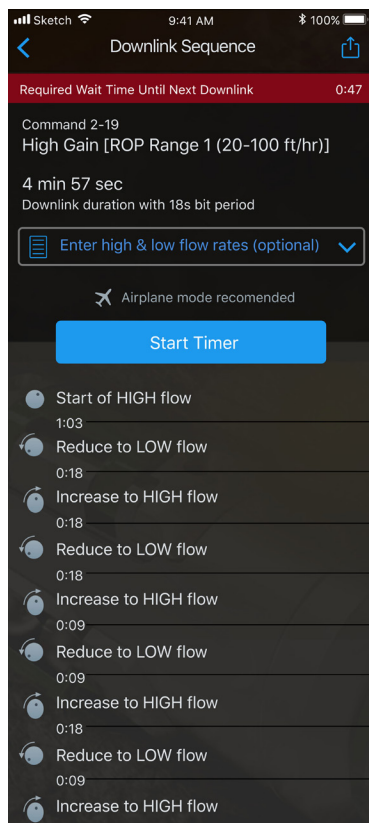 Sketch 9:41 AM 100%
Downlink Sequence
Required Wait Time Until Next Downlink 0:47
Command 2-19
High Gain [ROP Range 1 (20-100 ft/hr)]
4 min 57 sec
Downlink duration with 18s bit period
Enter high & low flow rates (optional)
Airplane mode recomended
Start Timer
Start of HIGH flow
1:03
Reduce to LOW flow
0:18
Increase to HIGH flow
0:18
Reduce to LOW flow
0:18
Increase to HIGH flow
0:09
Reduce to LOW flow
0:09
Increase to HIGH flow
0:18
Reduce to LOW flow
0:09
Increase to HIGH flow